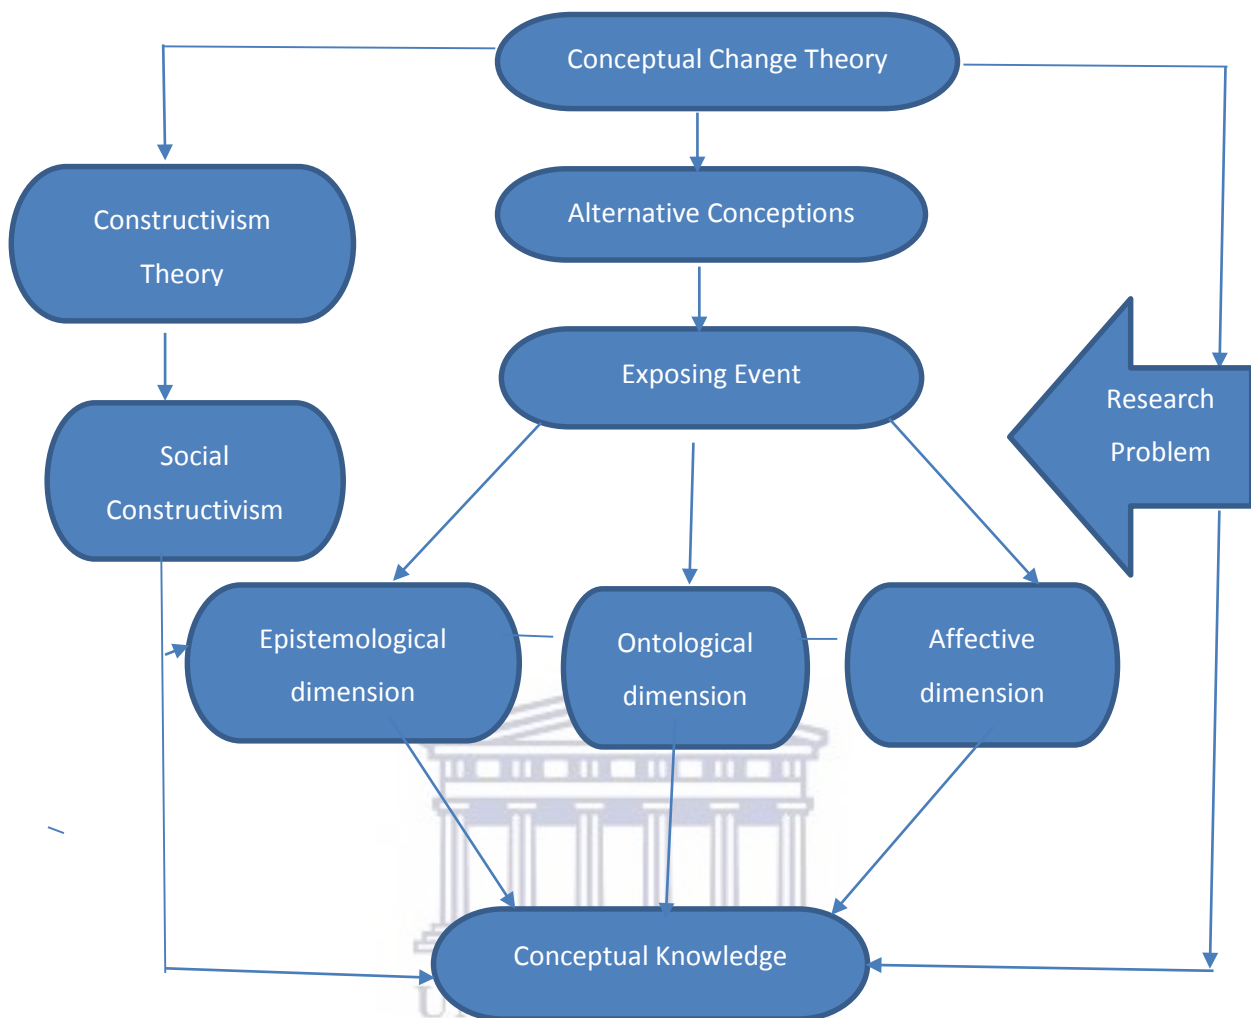 Conceptual Change Theory
Constructivism
Theory
Alternative Conceptions
Exposing Event
Research
Problem
Social
Constructivism
Epistemological
dimension
Ontological
dimension
Affective
dimension
Conceptual Knowledge